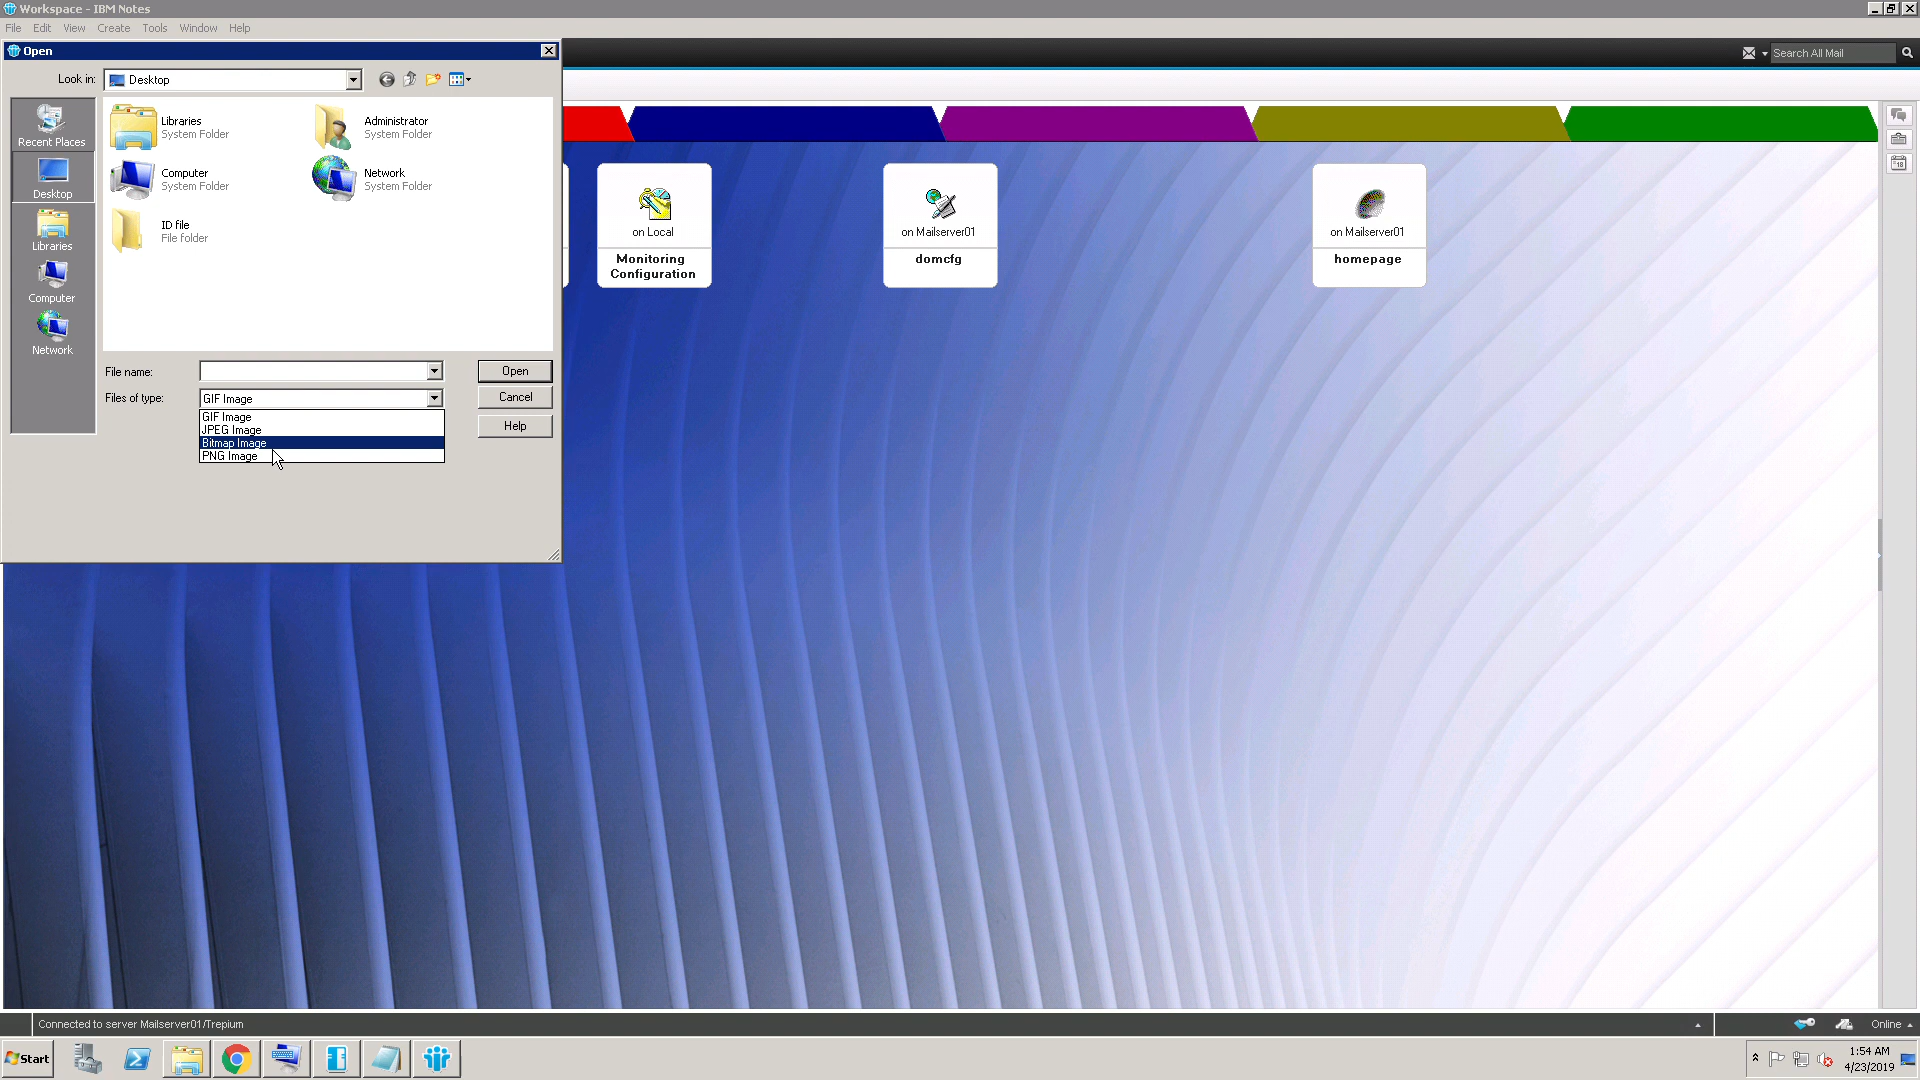 Workspace - IBM Notes
File Edit View Create Tools Window Help
Open
Search All Mail
Look in: Desktop
Recent Places
Desktop
Libraries
Computer
Network
Libraries
System Folder
Administrator
System Folder
Computer
System Folder
Network
System Folder
ID file
File folder
File name:
Open
Files of type: GIF Image
Cancel
Help
GIF Image
JPEG Image
Bitmap Image
PNG Image
on Local
Monitoring
Configuration
on Mailserver01
domcfg
on Mailserver01
homepage
18
Connected to server Mailserver01/Trepium
Online
Start
1:54 AM
4/23/2019